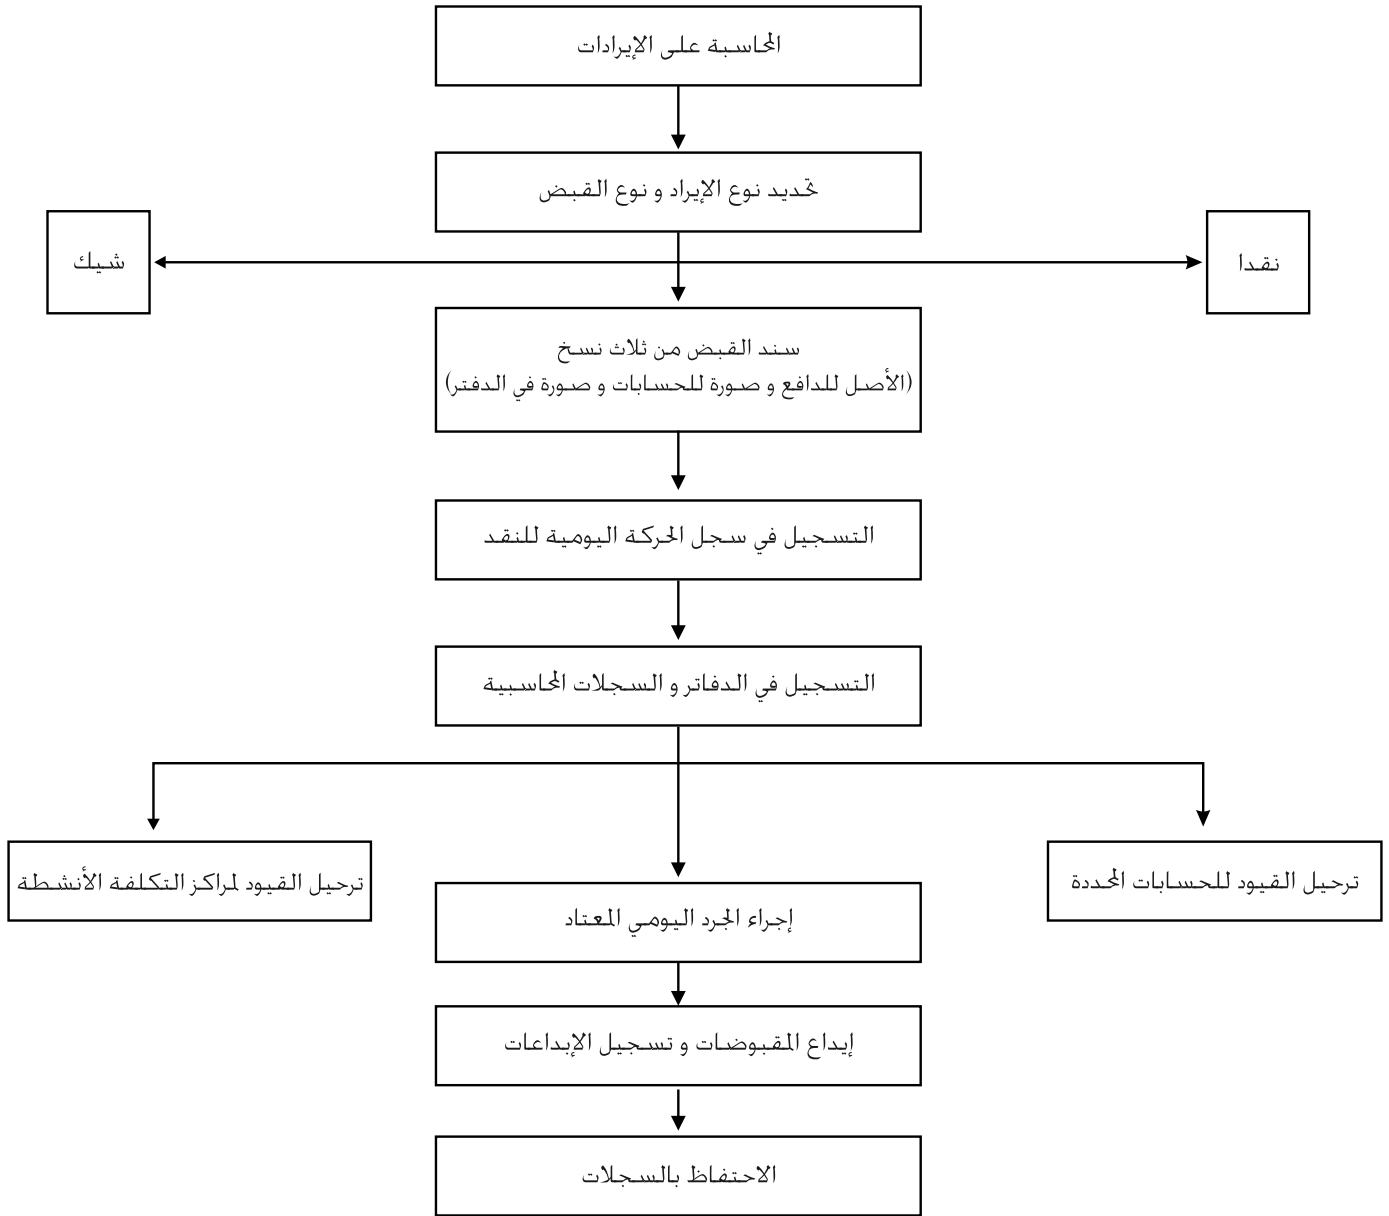 المحاسبة على الإيرادات
تحديد نوع الإيراد و نوع القبض
نقدا
شيك
سند القبض من ثلاث نسخ
(الأصل للدافع و صورة للحسابات و صورة في الدفتر)
التسجيل في سجل الحركة اليومية للنقد
التسجيل في الدفاتر و السجلات المحاسبية
ترحيل القيود للحسابات المحددة
ترحيل القيود لمراكز التكلفة الأنشطة
إجراء الجرد اليومي المعتاد
إيداع المقبوضات و تسجيل الإبداعات
الاحتفاظ بالسجلات